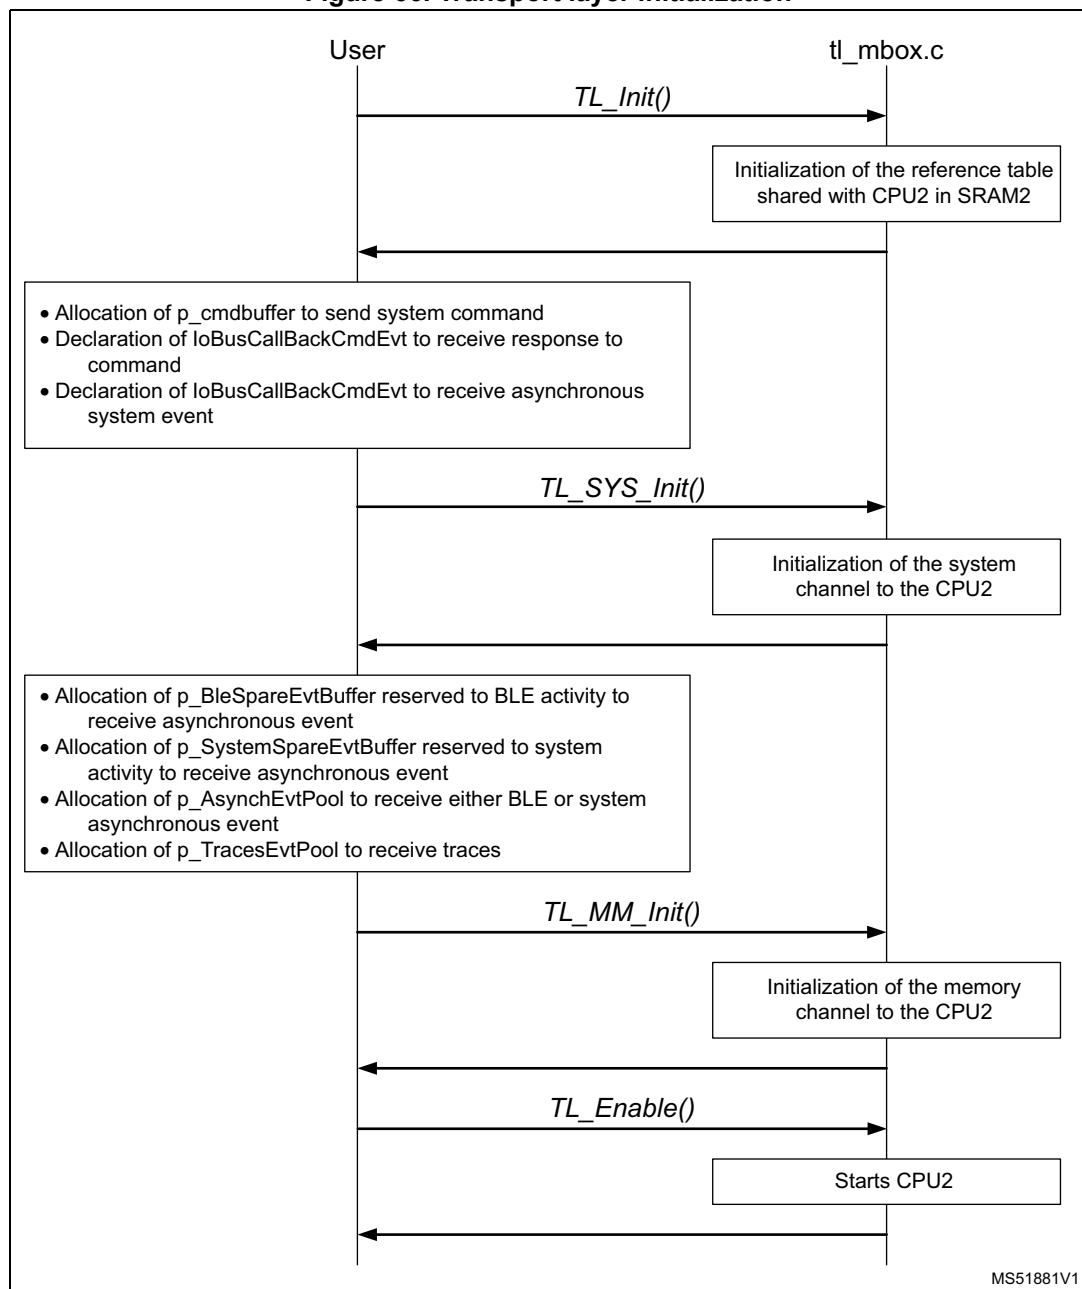 User
tl_mbox.c
TL_Init()
Initialization of the reference table
shared with CPU2 in SRAM2
• Allocation of p_cmdbuffer to send system command
• Declaration of IoBusCallBackCmdEvt to receive response to
command
• Declaration of IoBusCallBackCmdEvt to receive asynchronous
system event
TL_SYS_Init()
Initialization of the system
channel to the CPU2
• Allocation of p_BleSpareEvtBuffer reserved to BLE activity to
receive asynchronous event
• Allocation of p_SystemSpareEvtBuffer reserved to system
activity to receive asynchronous event
• Allocation of p_AsynchEvtPool to receive either BLE or system
asynchronous event
• Allocation of p_TracesEvtPool to receive traces
TL_MM_Init()
Initialization of the memory
channel to the CPU2
TL_Enable()
Starts CPU2
MS51881V1